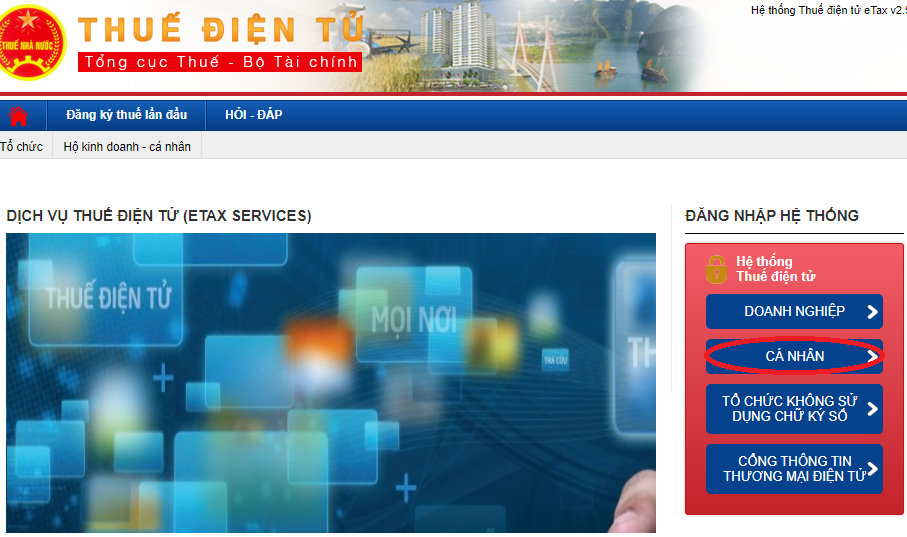 Hệ thống Thuế điện tử eTax v2.5
THUẾ NHÀ NƯỚC
THUẾ ĐIỆN TỬ
Tổng cục Thuế - Bộ Tài chính
Đăng ký thuế lần đầu
HỎI - ĐÁP
Tổ chức
Hộ kinh doanh - cá nhân
DỊCH VỤ THUẾ ĐIỆN TỬ (ETAX SERVICES)
THUẾ ĐIỆN TỬ
MỌI NƠI
TRA CỨU
TH
ĐĂNG NHẬP HỆ THỐNG
Hệ thống
Thuế điện tử
DOANH NGHIỆP
CÁ NHÂN
TỔ CHỨC KHÔNG SỬ
DỤNG CHỮ KÝ SỐ
CỔNG THÔNG TIN
THƯƠNG MẠI ĐIỆN TỬ